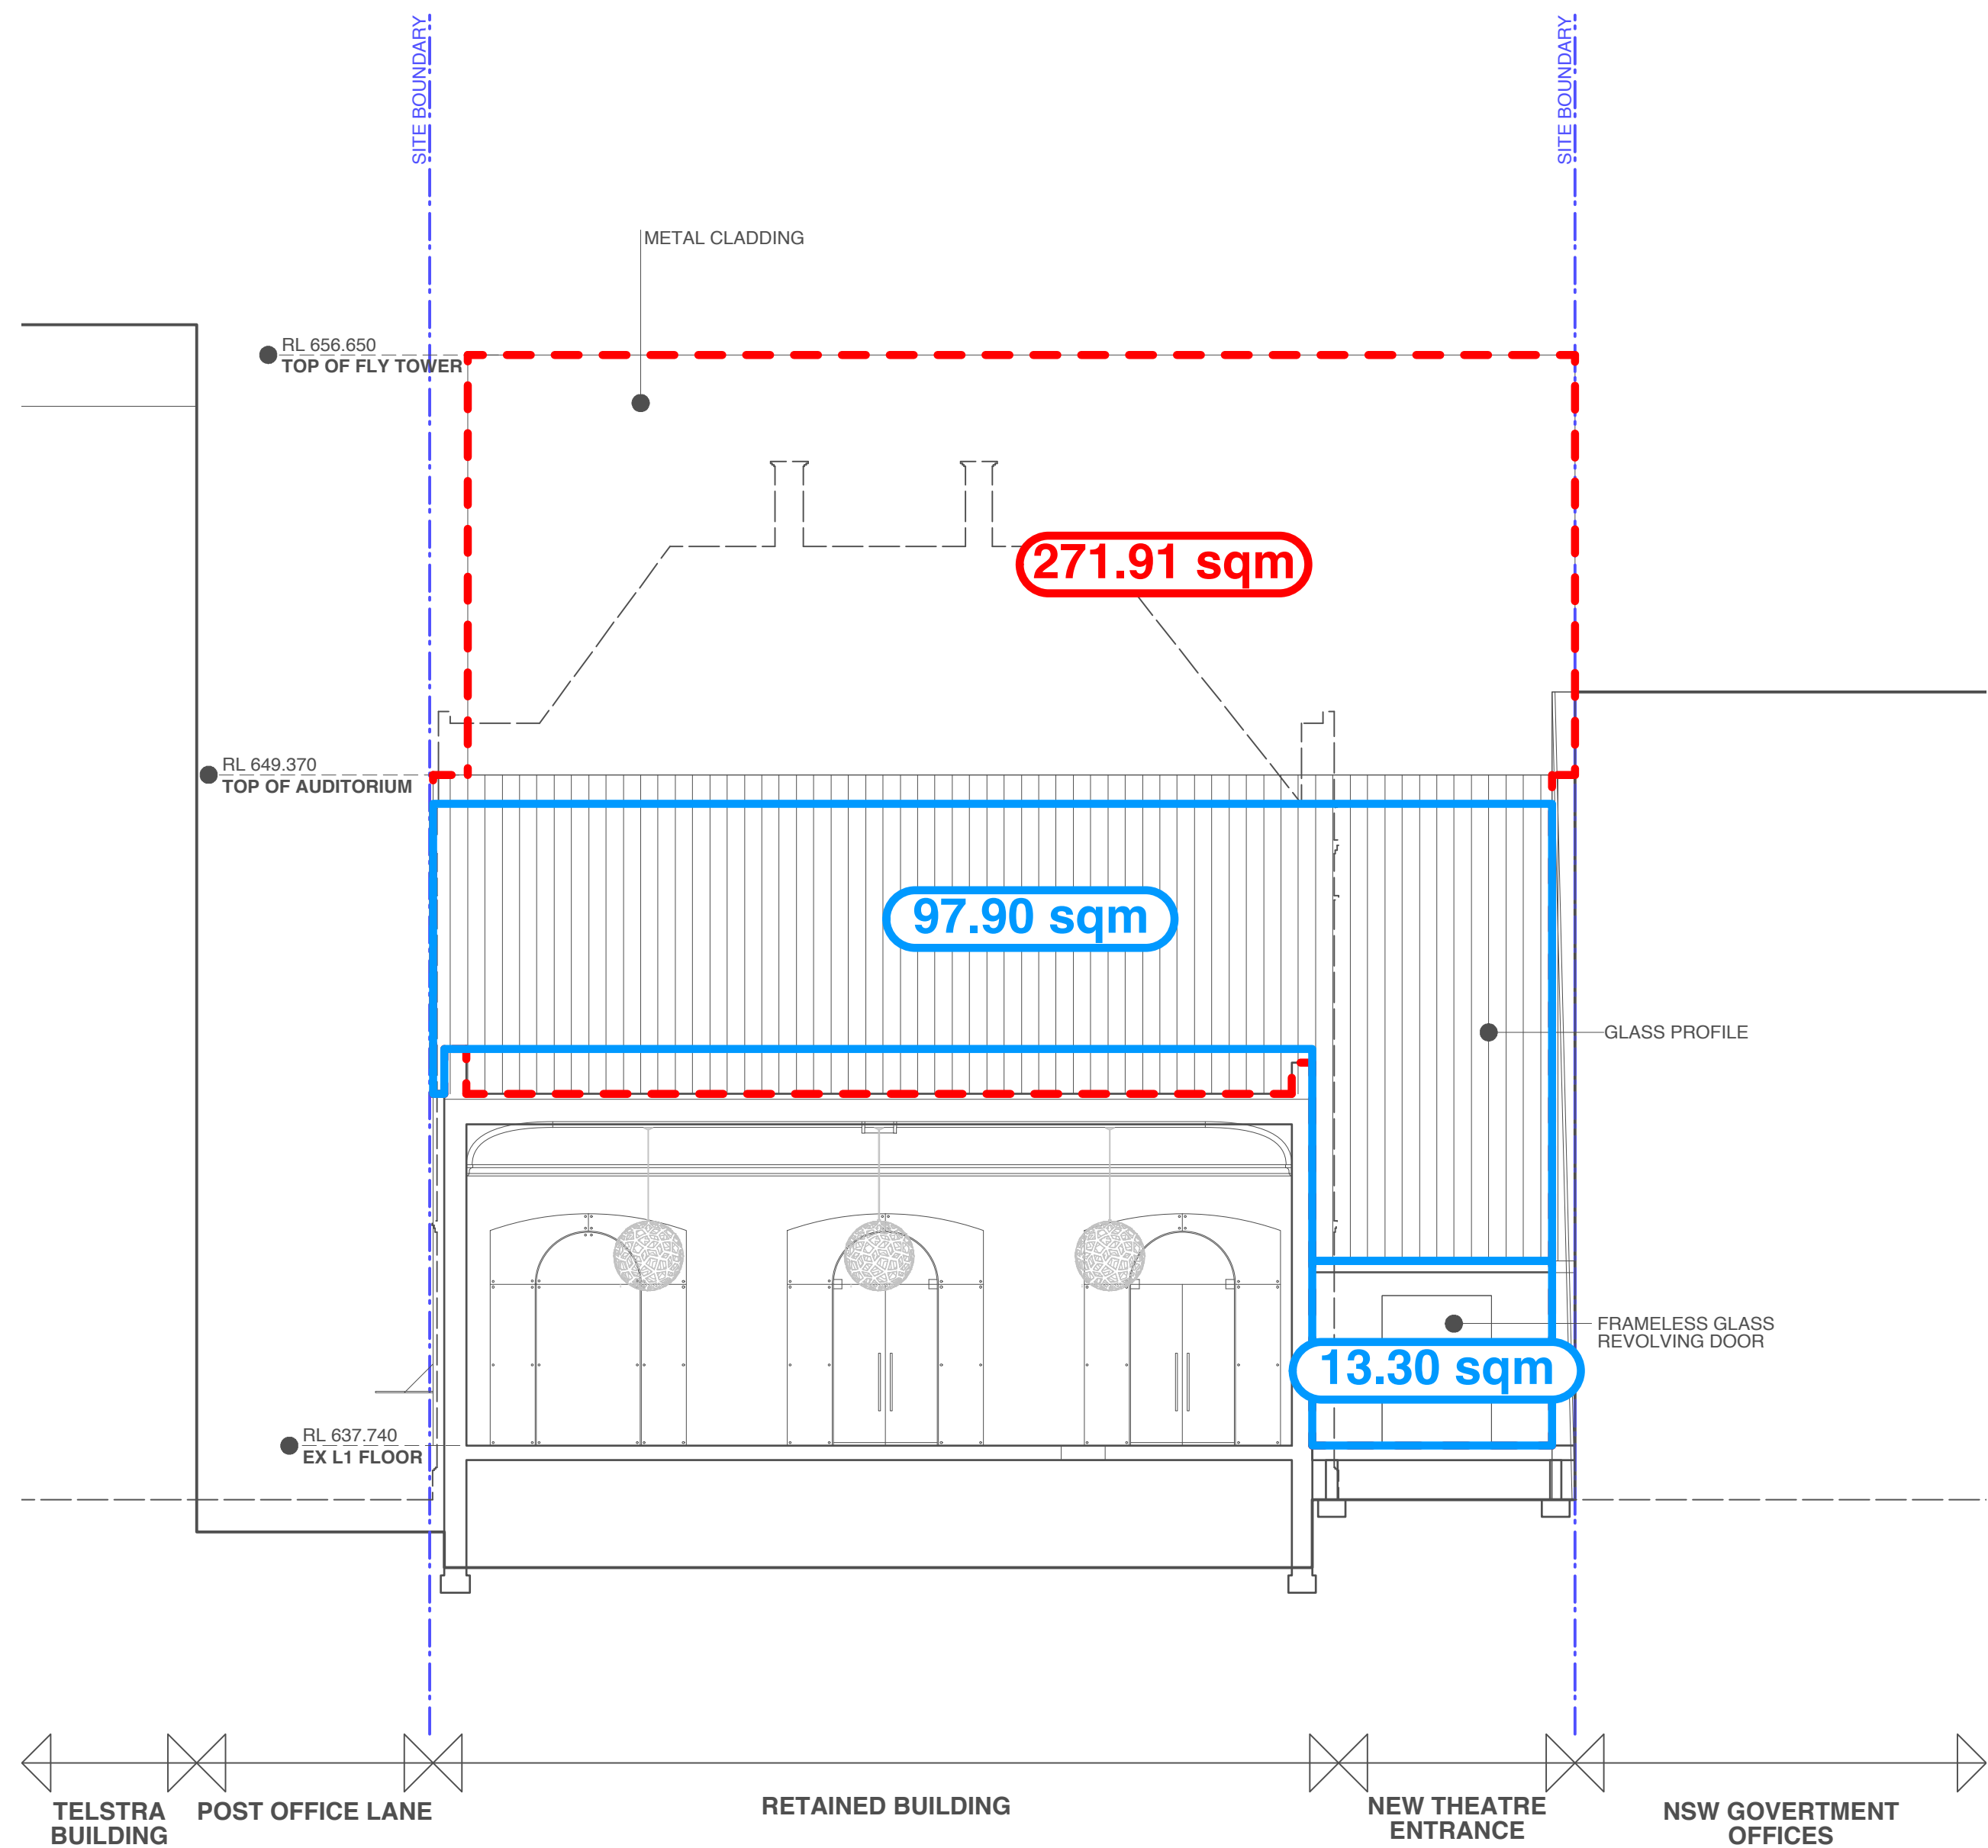 SITE BOUNDARY
SITE BOUNDARY
METAL CLADDING
RL 656.650
TOP OF FLY TOWER
271.91 sqm
RL 649.370
TOP OF AUDITORIUM
97.90 sqm
GLASS PROFILE
FRAMELESS GLASS
REVOLVING DOOR
13.30 sqm
RL 637.740
EX L1 FLOOR
TELSTRA
BUILDING
POST OFFICE LANE
RETAINED BUILDING
NEW THEATRE
ENTRANCE
NSW GOVERTMENT
OFFICES